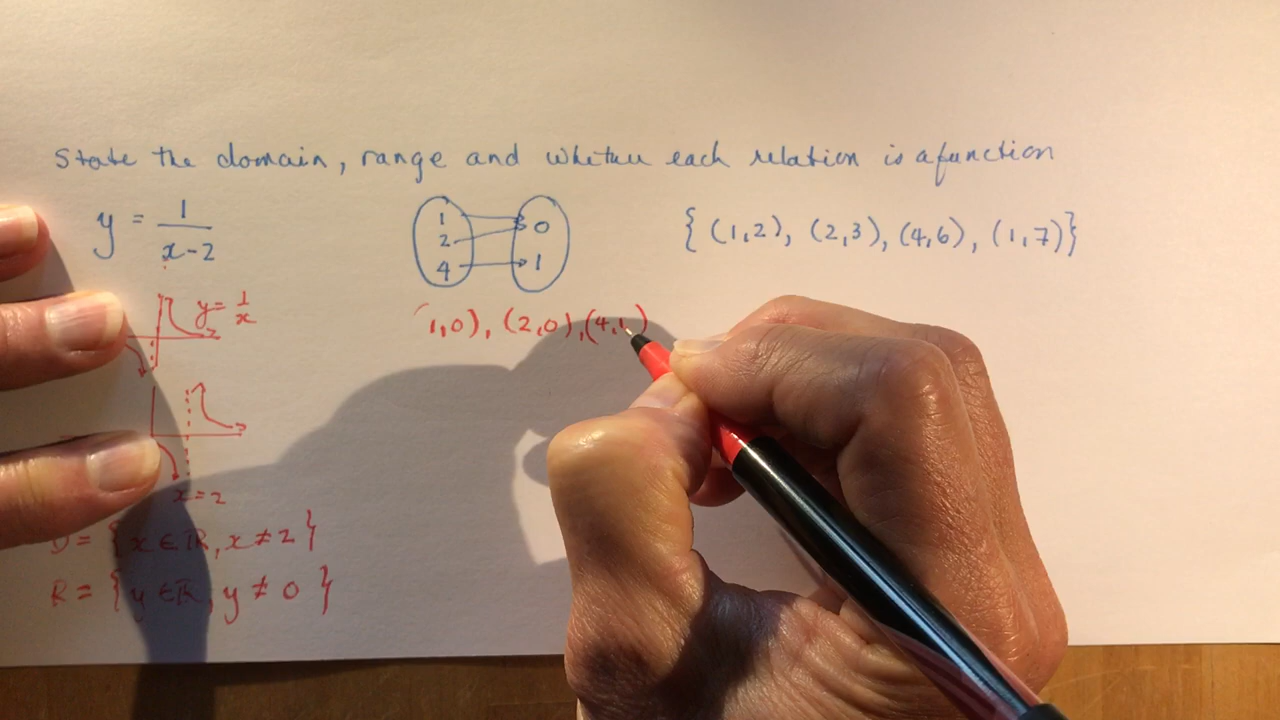 State the domain, range and whether each relation is a function
y = 1/(x-2)
1 2 4 0 1
{ (1,2), (2,3), (4,6), (1,7)}
y = 1/x
(1,0), (2,0), (4,1)
x=2
D = {x∈ℝ, x≠2}
R = {y∈ℝ, y≠0}